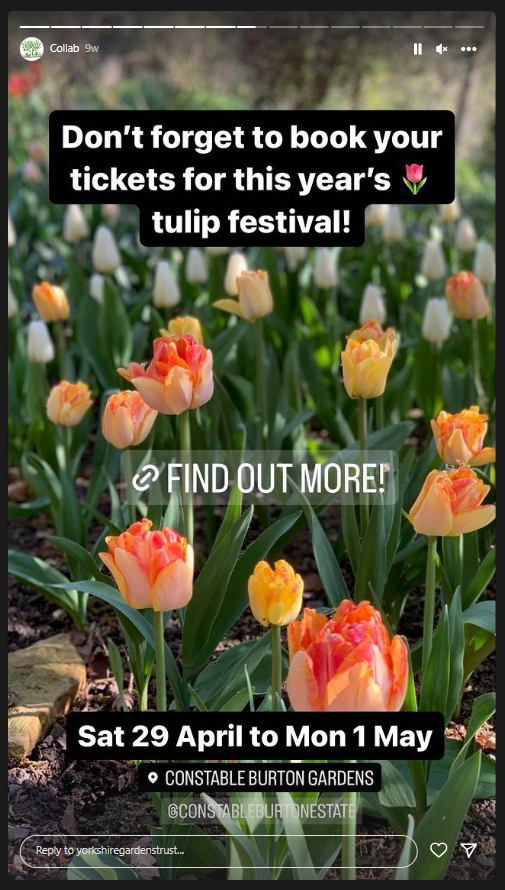 Collab 9w
Don't forget to book your
tickets for this year's 🌷
tulip festival!
FIND OUT MORE!
Sat 29 April to Mon 1 May
CONSTABLE BURTON GARDENS
@CONSTABLEBURTONESTATE
Reply to yorkshiregardenstrust...